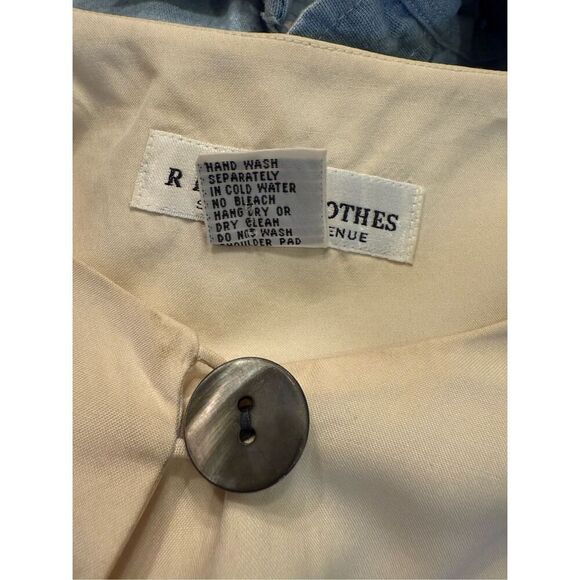 R
OTHES
S
ENUE
HAND WASH
SEPARATELY
IN COLD WATER
NO BLEACH
HANG DRY OR
DRY CLEAN
DO NOT WASH
SHOULDER PAD